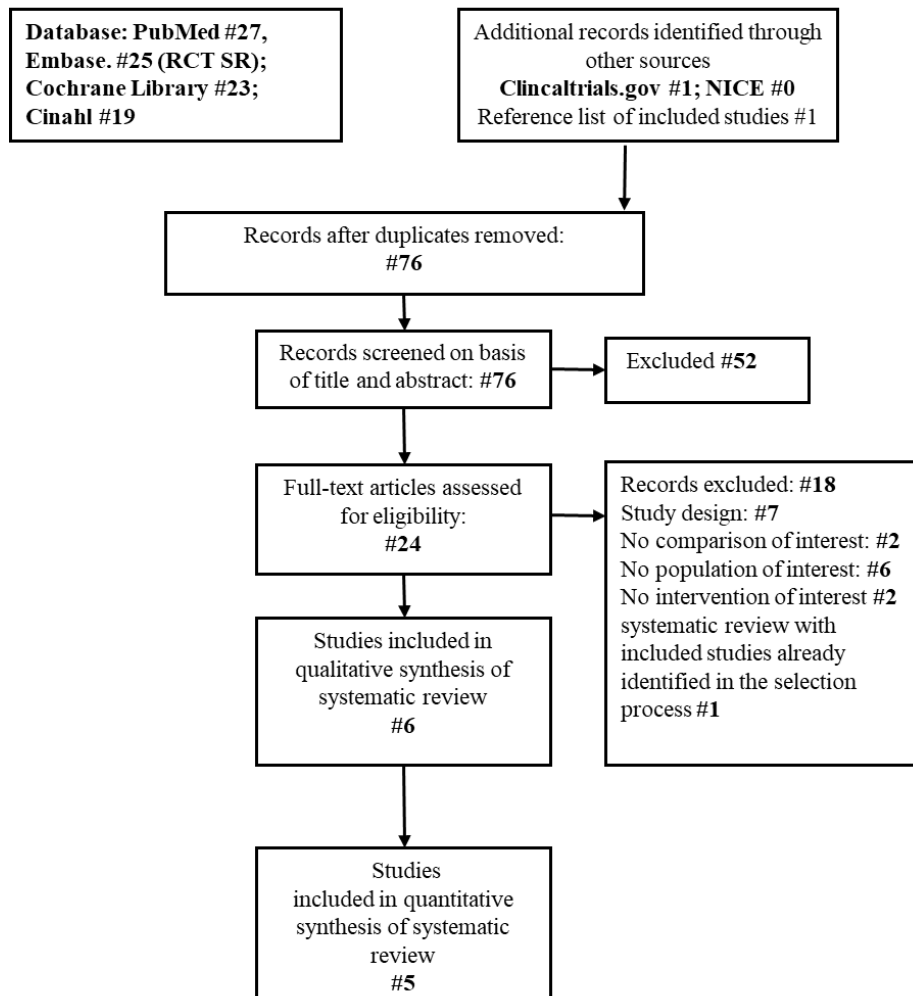 Database: PubMed #27,
Embase. #25 (RCT SR);
Cochrane Library #23;
Cinahl #19
Additional records identified through
other sources
Clincaltrials.gov #1; NICE #0
Reference list of included studies #1
Records after duplicates removed:
#76
Records screened on basis
of title and abstract: #76
Excluded #52
Full-text articles assessed
for eligibility:
#24
Records excluded: #18
Study design: #7
No comparison of interest: #2
No population of interest: #6
No intervention of interest #2
systematic review with
included studies already
identified in the selection
process #1
Studies included in
qualitative synthesis of
systematic review
#6
Studies
included in quantitative
synthesis of systematic
review
#5